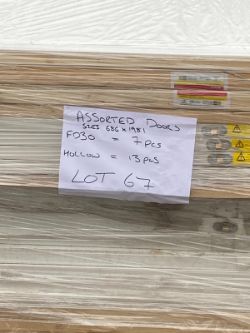 ASSORTED DOORS
SIZES 686 x 1981
FD30 = 7 PCS
HOLLOW = 13 PCS
LOT 67